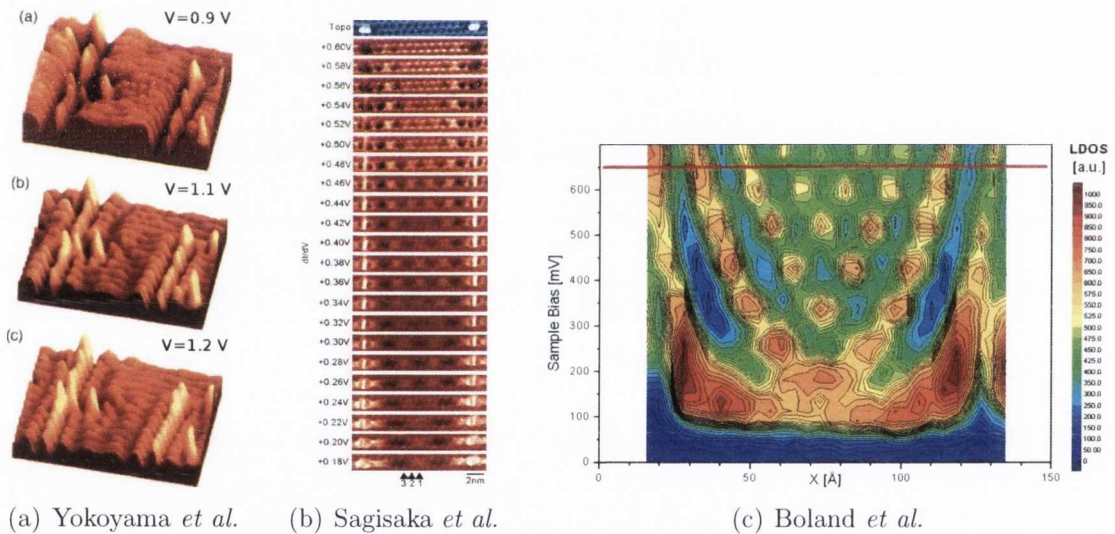 (a) V=0.9 V
(b) V=1.1 V
(c) V=1.2 V
Topo
+0.60V
+0.58V
+0.56V
+0.54V
+0.52V
+0.50V
+0.48V
+0.46V
+0.44V
+0.42V
+0.40V
+0.38V
+0.36V
+0.34V
+0.32V
+0.30V
+0.28V
+0.26V
+0.24V
+0.22V
+0.20V
+0.18V
dI/dV
3 2 1
2nm
LDOS
[a.u.]
1000
950.0
900.0
850.0
800.0
750.0
700.0
650.0
600.0
575.0
550.0
525.0
500.0
475.0
450.0
425.0
400.0
350.0
300.0
250.0
200.0
150.0
100.0
50.00
0
Sample Bias [mV]
600
500
400
300
200
100
0
0 50 100 150
X [Å]
(a) Yokoyama et al. (b) Sagisaka et al. (c) Boland et al.